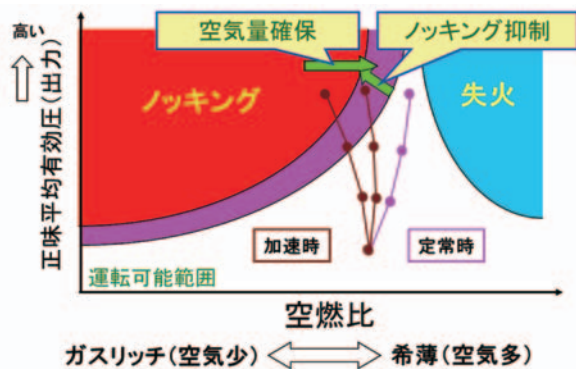 高い
空気量確保
ノッキング抑制
ノッキング
失火
正味平均有効圧(出力)
加速時
定常時
運転可能範囲
空燃比
ガスリッチ(空気少)
希薄(空気多)